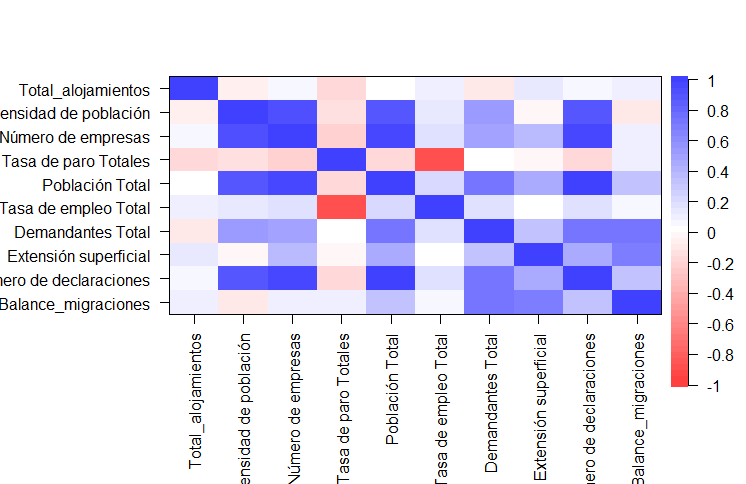 Total_alojamientos
ensidad de población
Número de empresas
Tasa de paro Totales
Población Total
Tasa de empleo Total
Demandantes Total
Extensión superficial
nero de declaraciones
Balance_migraciones
1
0.8
0.6
0.4
0.2
0
-0.2
-0.4
-0.6
-0.8
-1
Total_alojamientos
ensidad de población
Número de empresas
Tasa de paro Totales
Población Total
Tasa de empleo Total
Demandantes Total
Extensión superficial
nero de declaraciones
Balance_migraciones